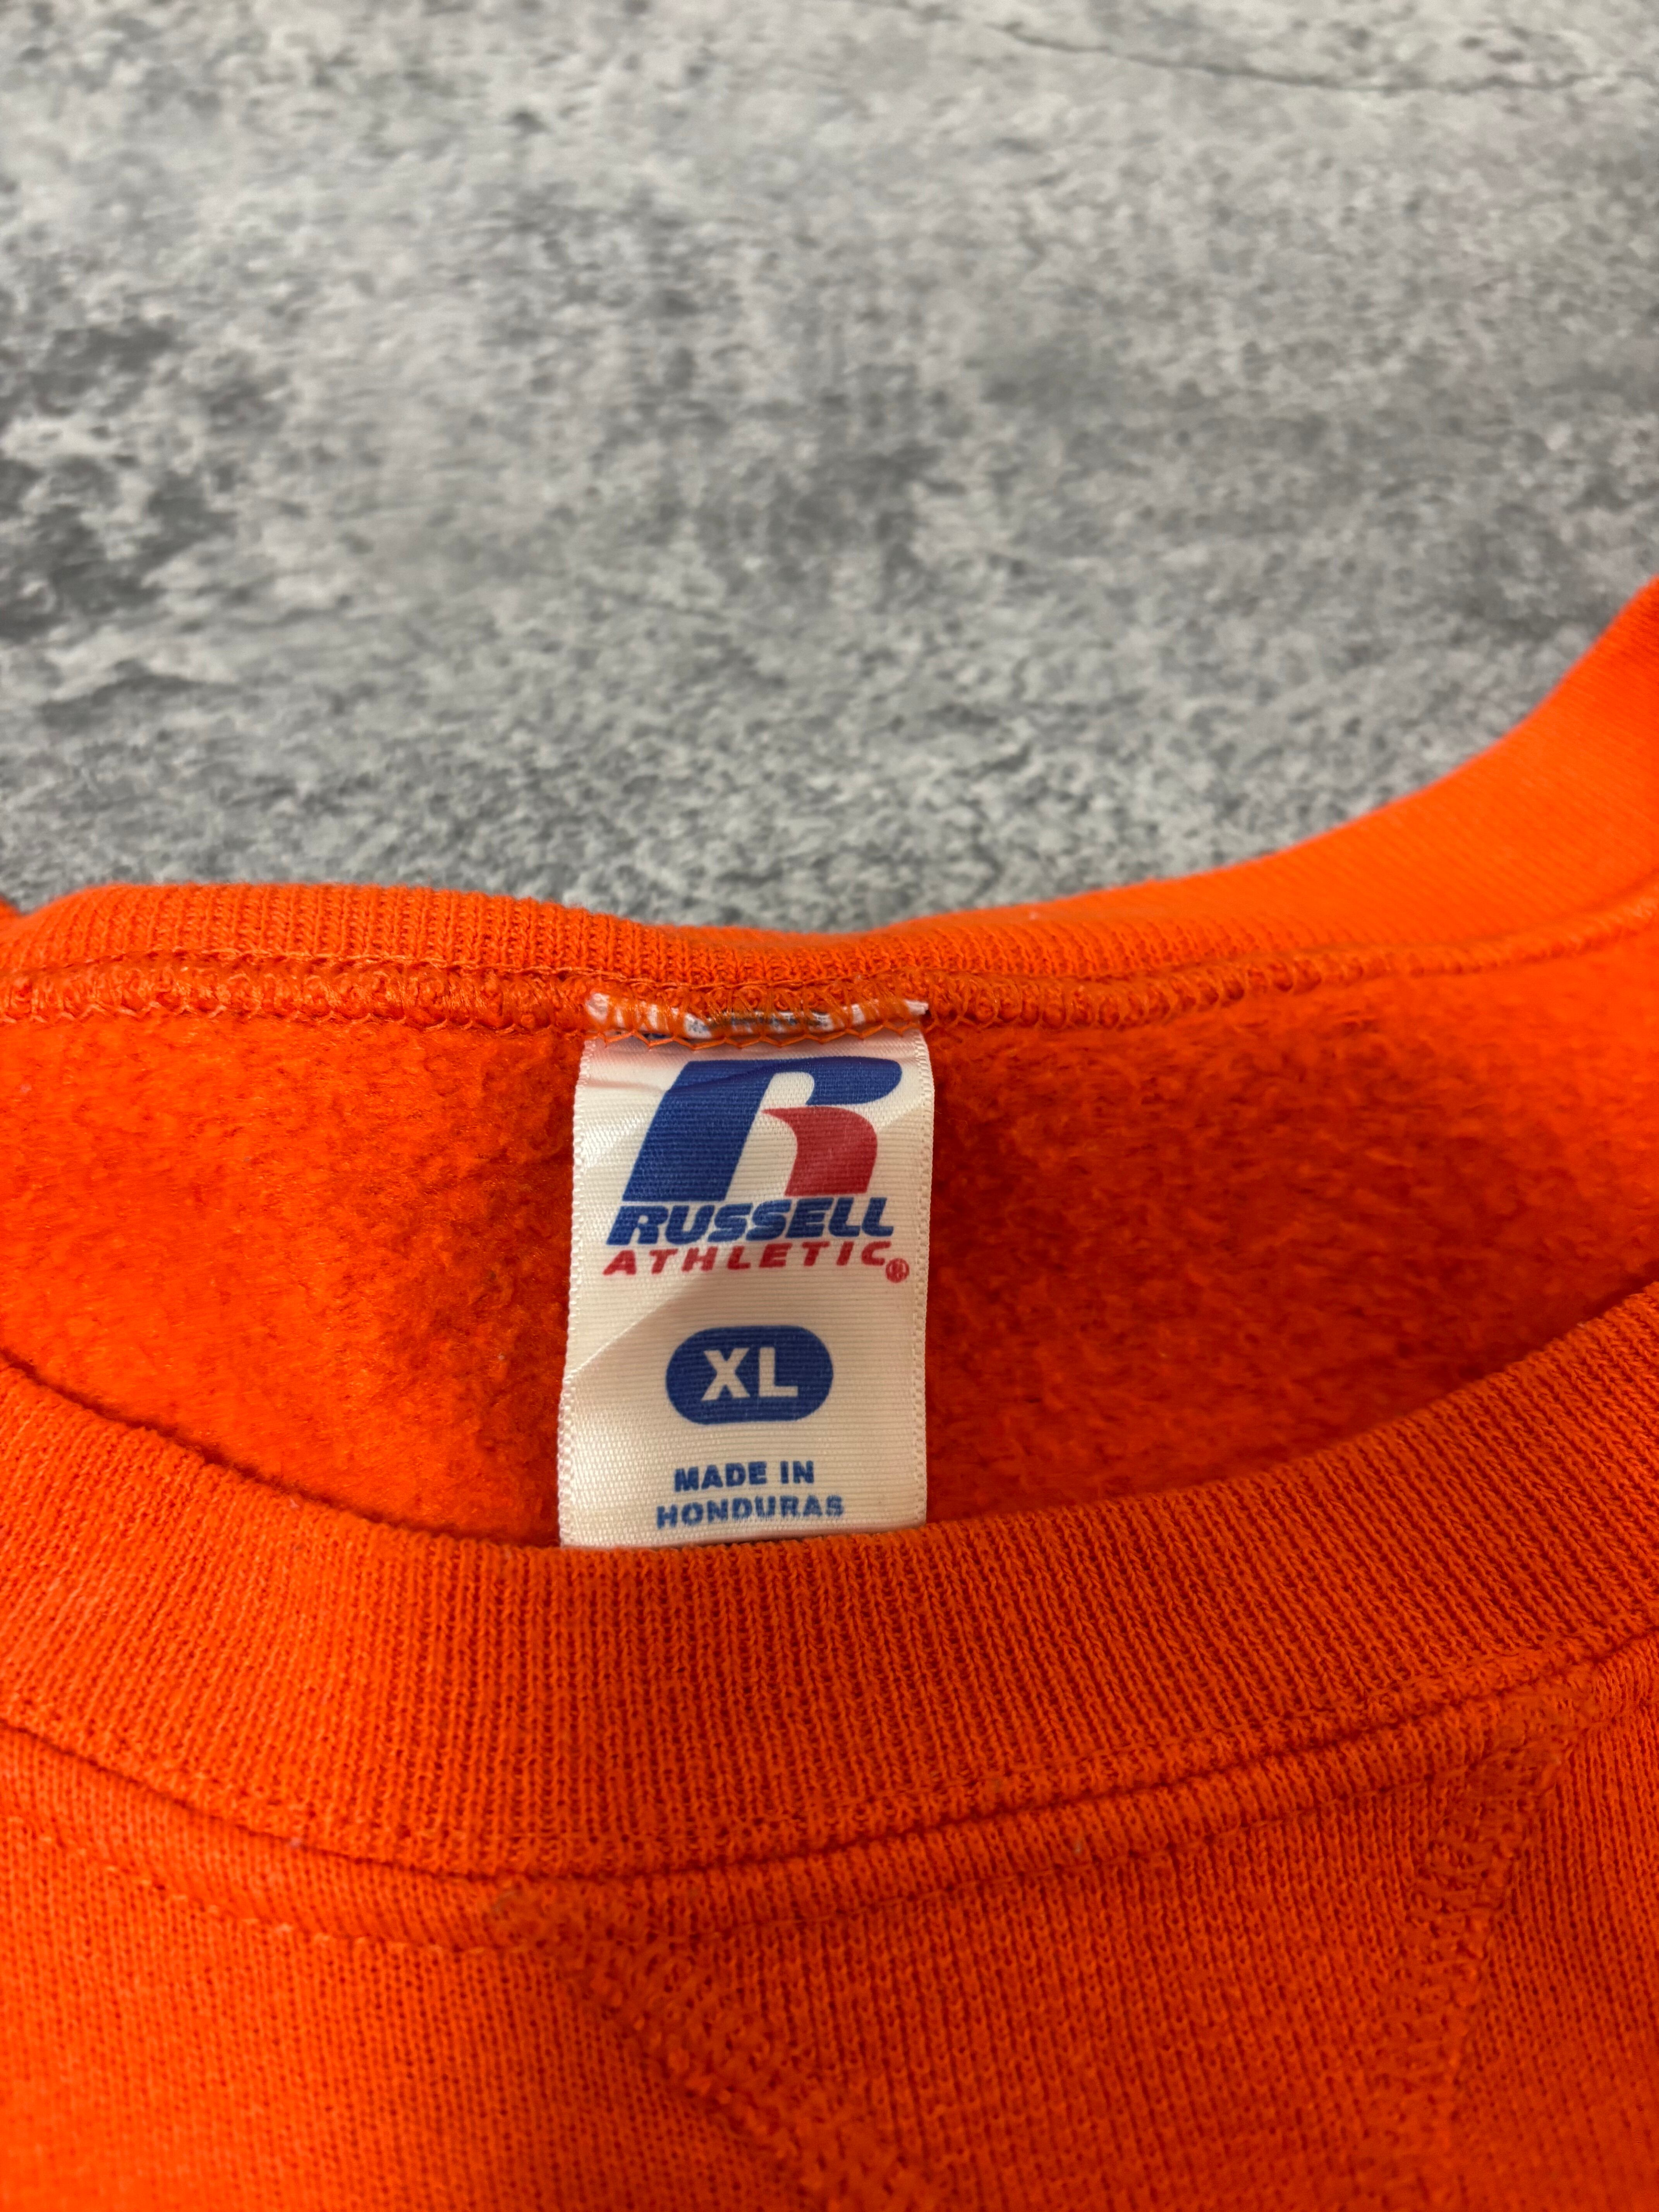 R
RUSSELL
ATHLETIC®
XL
MADE IN
HONDURAS